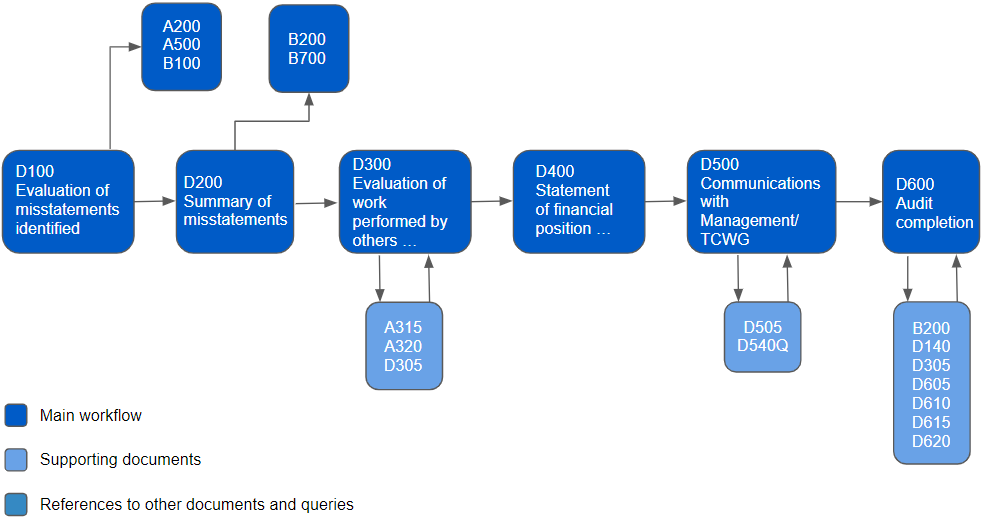 A200
A500
B100
B200
B700
D100
Evaluation of
misstatements
identified
D200
Summary of
misstatements
D300
Evaluation of
work
performed by
others ...
D400
Statement
of financial
position ...
D500
Communications
with
Management/
TCWG
D600
Audit
completion
A315
A320
D305
D505
D540Q
B200
D140
D305
D605
D610
D615
D620
Main workflow
Supporting documents
References to other documents and queries